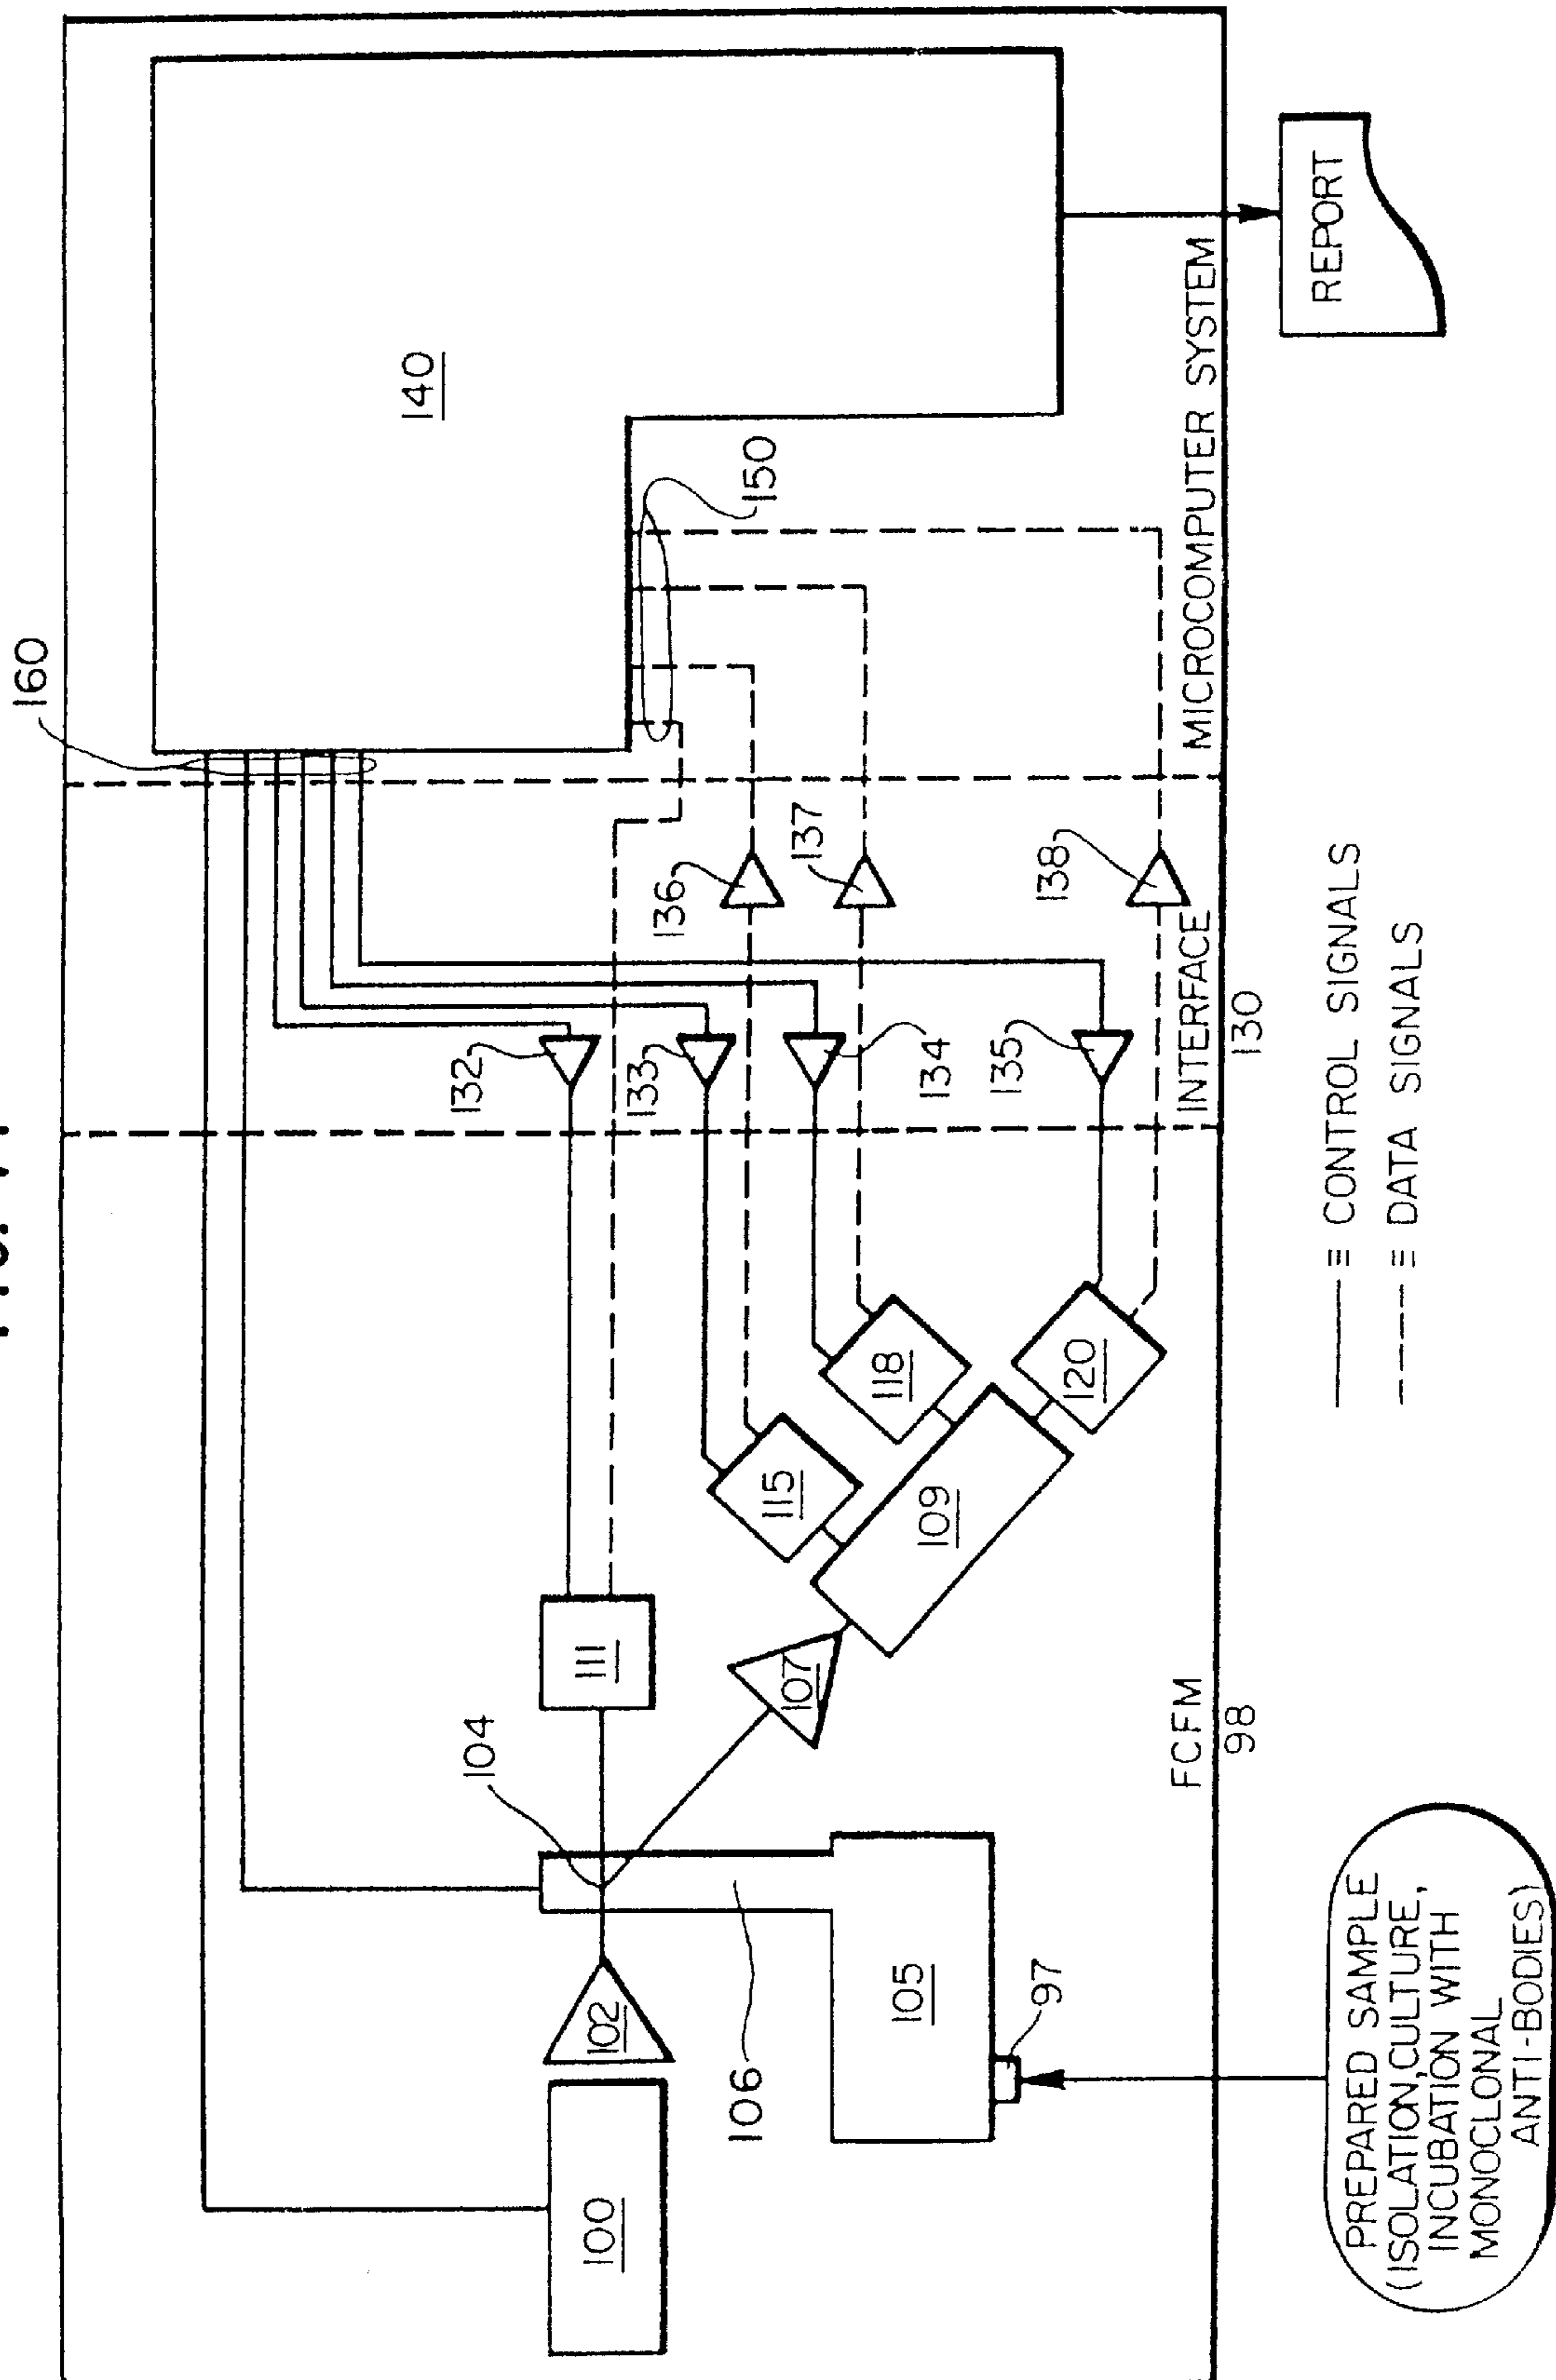 160
140
150
MICROCOMPUTER SYSTEM
REPORT
132
133
134
135
136
137
138
INTERFACE
130
104
111
115
118
120
107
109
102
100
106
105
97
FCFM
98
—— ≡ CONTROL SIGNALS
---- ≡ DATA SIGNALS
PREPARED SAMPLE
(ISOLATION,CULTURE,
INCUBATION WITH
MONOCLONAL
ANTI-BODIES)